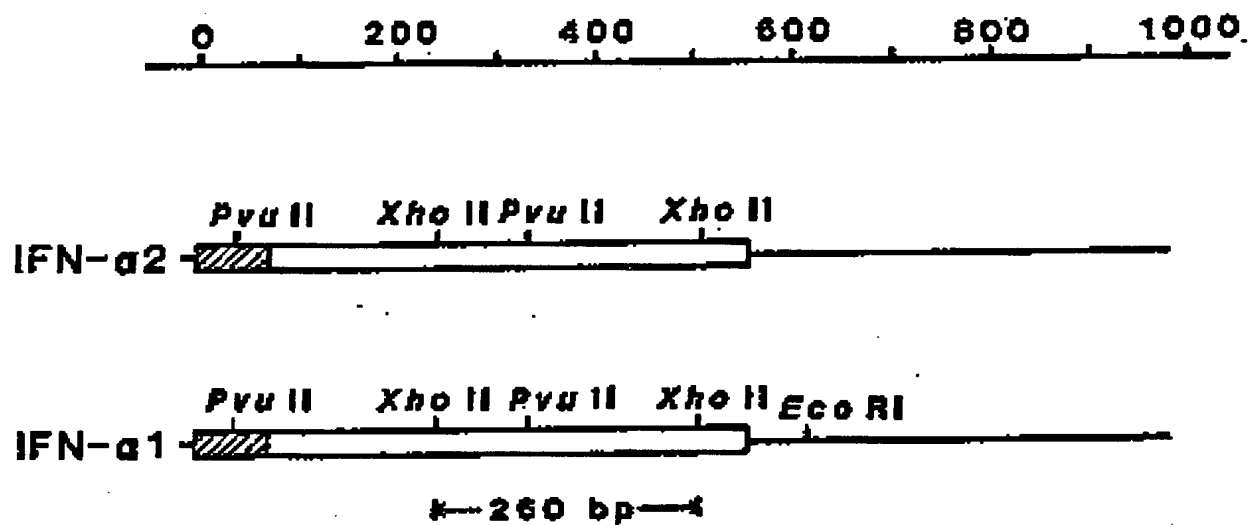 0 200 400 600 800 1000
Pvu II Xho II Pvu II Xho II
IFN-α2
Pvu II Xho II Pvu II Xho II Eco RI
IFN-α1
260 bp